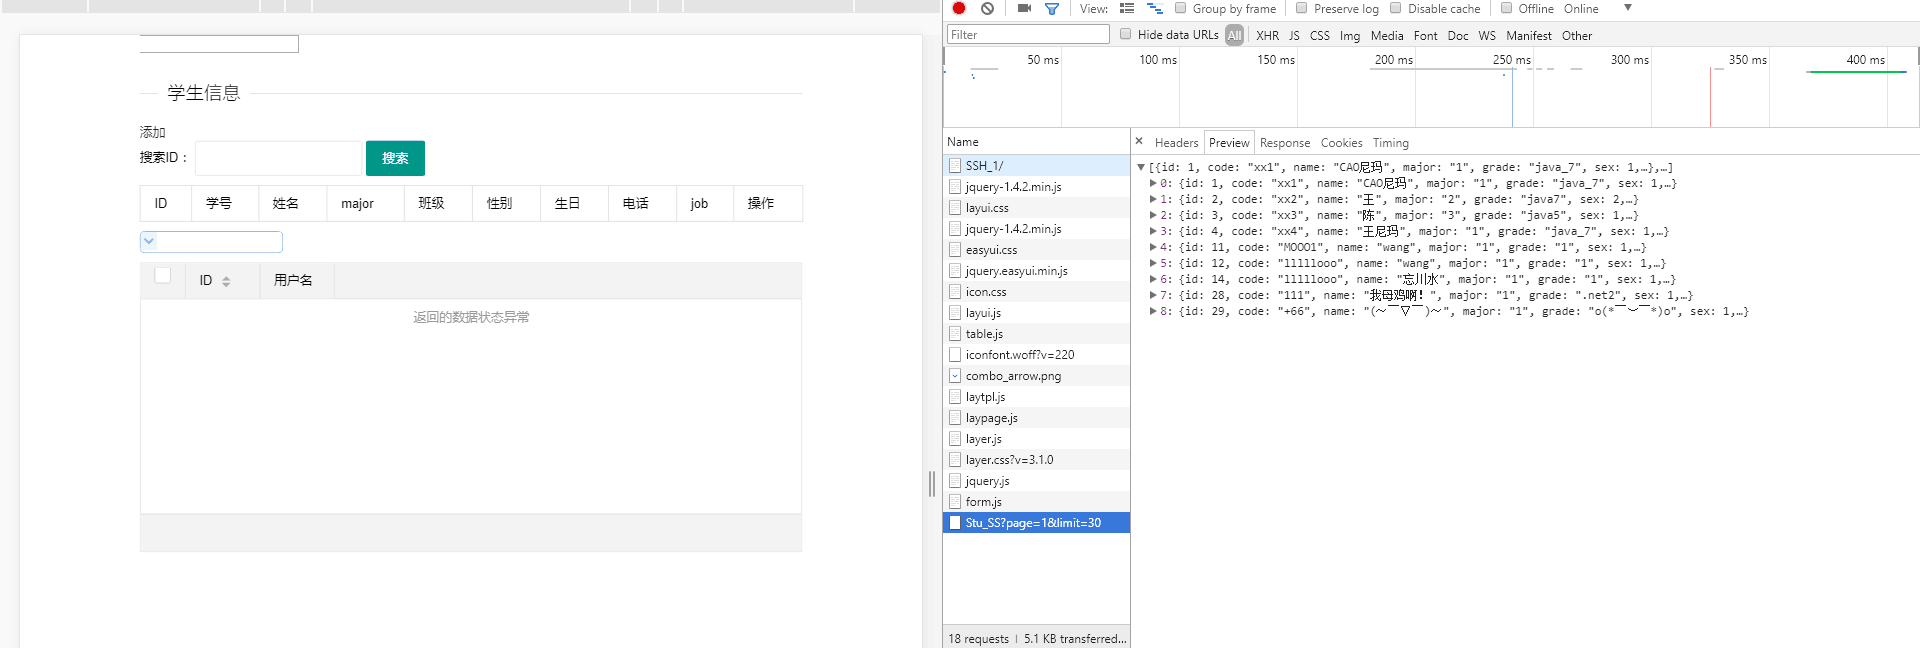 学生信息
添加
搜索ID： 搜索
ID 学号 姓名 major 班级 性别 生日 电话 job 操作
ID 用户名
返回的数据状态异常
View: Group by frame Preserve log Disable cache Offline Online
Filter Hide data URLs All XHR JS CSS Img Media Font Doc WS Manifest Other
50 ms 100 ms 150 ms 200 ms 250 ms 300 ms 350 ms 400 ms
Name
SSH_1/
jquery-1.4.2.min.js
layui.css
jquery-1.4.2.min.js
easyui.css
jquery.easyui.min.js
icon.css
layui.js
table.js
iconfont.woff?v=220
combo_arrow.png
laytpl.js
laypage.js
layer.js
layer.css?v=3.1.0
jquery.js
form.js
Stu_SS?page=1&limit=30
18 requests | 5.1 KB transferred...
× Headers Preview Response Cookies Timing
[{id: 1, code: "xx1", name: "CAO尼玛", major: "1", grade: "java_7", sex: 1,…},…]
0: {id: 1, code: "xx1", name: "CAO尼玛", major: "1", grade: "java_7", sex: 1,…}
1: {id: 2, code: "xx2", name: "王", major: "2", grade: "java7", sex: 2,…}
2: {id: 3, code: "xx3", name: "陈", major: "3", grade: "java5", sex: 1,…}
3: {id: 4, code: "xx4", name: "王尼玛", major: "1", grade: "java_7", sex: 1,…}
4: {id: 11, code: "MOOO1", name: "wang", major: "1", grade: "1", sex: 1,…}
5: {id: 12, code: "lllllooo", name: "wang", major: "1", grade: "1", sex: 1,…}
6: {id: 14, code: "lllllooo", name: "忘川水", major: "1", grade: "1", sex: 1,…}
7: {id: 28, code: "111", name: "我母鸡啊！", major: "1", grade: ".net2", sex: 1,…}
8: {id: 29, code: "+66", name: "(～￣▽￣)～", major: "1", grade: "o(*￣︶￣*)o", sex: 1,…}